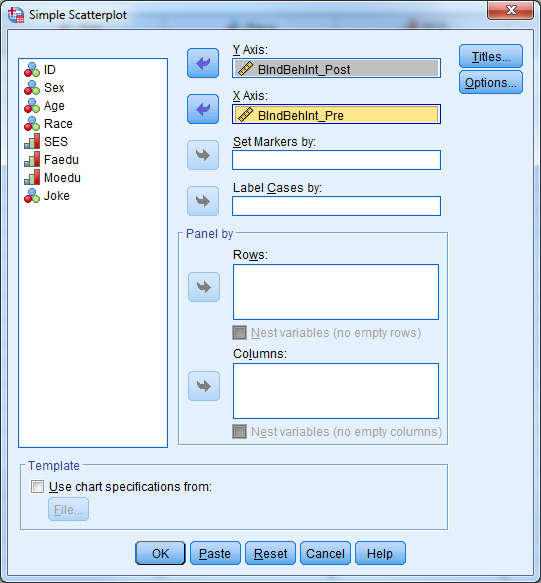 Simple Scatterplot
ID
Sex
Age
Race
SES
Faedu
Moedu
Joke
Y Axis:
BIndBehInt_Post
X Axis:
BIndBehInt_Pre
Set Markers by:
Label Cases by:
Titles...
Options...
Panel by
Rows:
Nest variables (no empty rows)
Columns:
Nest variables (no empty columns)
Template
Use chart specifications from:
File...
OK
Paste
Reset
Cancel
Help